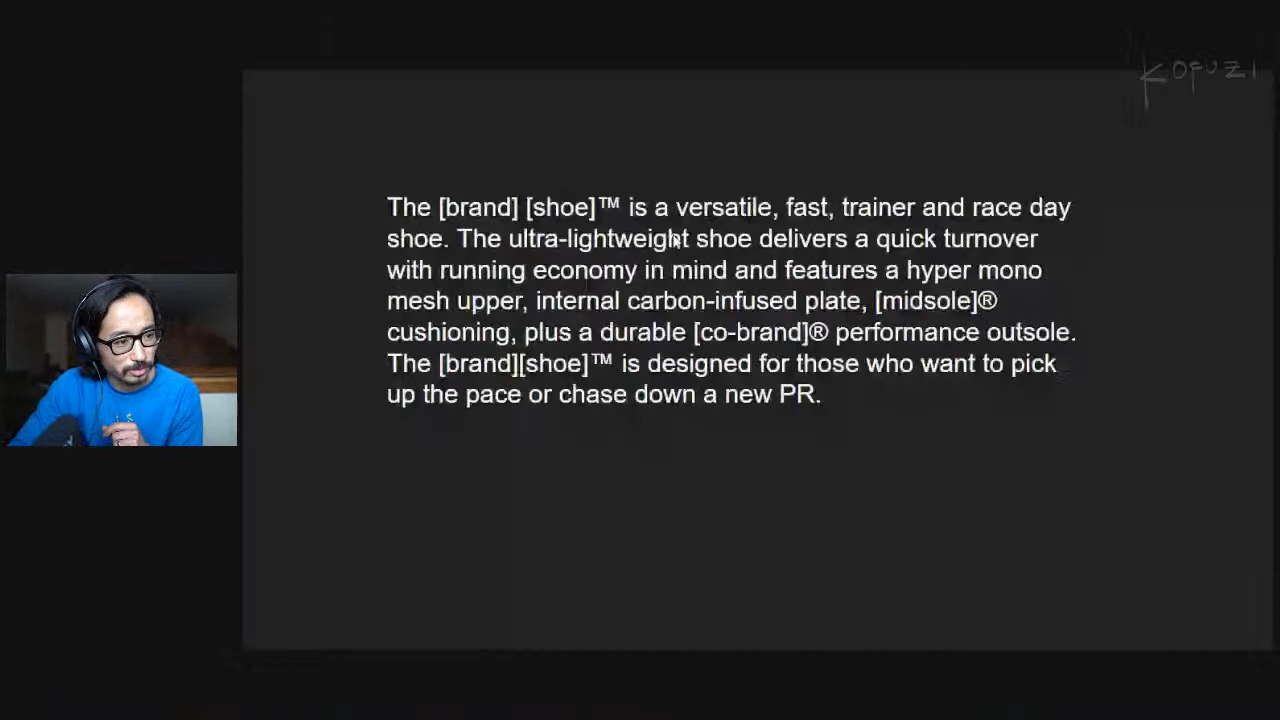 KOFUZI
The [brand] [shoe]™ is a versatile, fast, trainer and race day
shoe. The ultra-lightweight shoe delivers a quick turnover
with running economy in mind and features a hyper mono
mesh upper, internal carbon-infused plate, [midsole]®
cushioning, plus a durable [co-brand]® performance outsole.
The [brand][shoe]™ is designed for those who want to pick
up the pace or chase down a new PR.